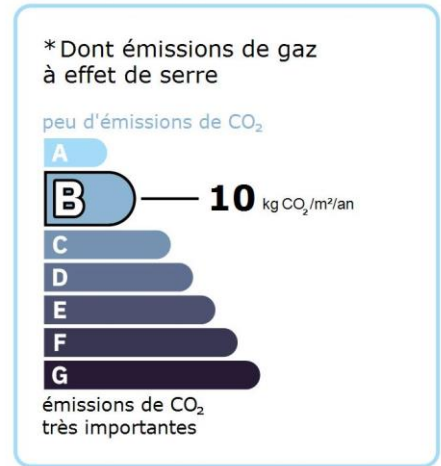 *Dont émissions de gaz
à effet de serre
peu d'émissions de CO₂
A
B 10 kg CO₂/m²/an
C
D
E
F
G
émissions de CO₂
très importantes